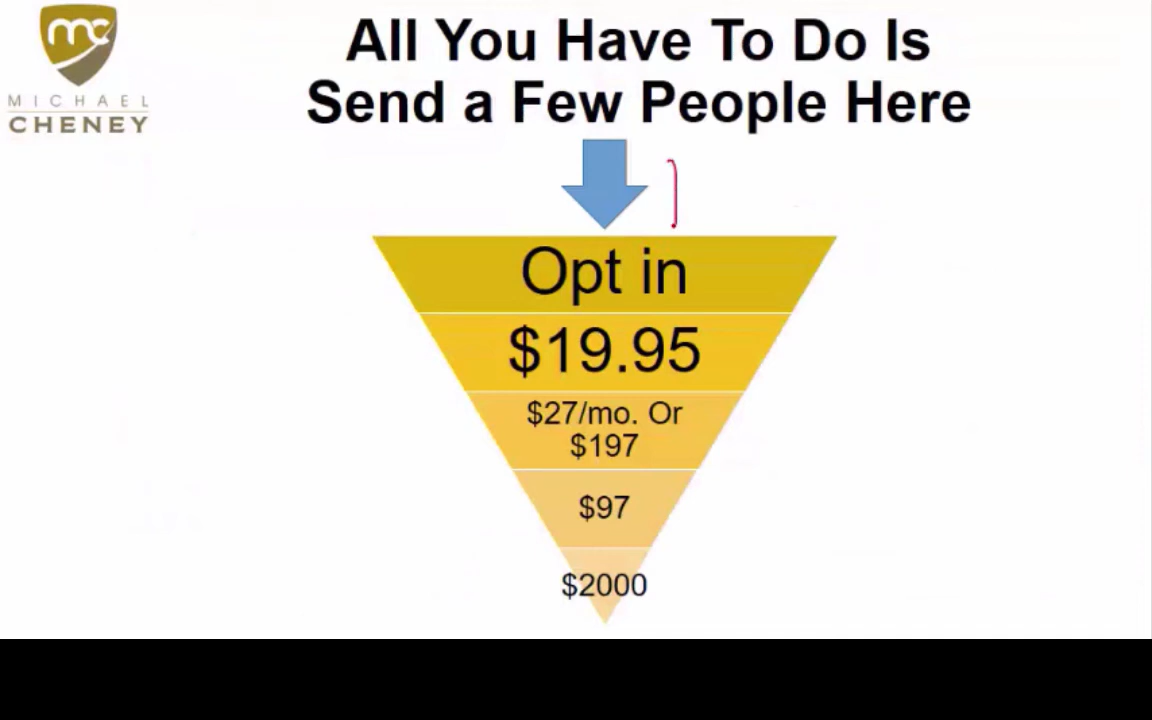 mc
MICHAEL
CHENEY
All You Have To Do Is
Send a Few People Here
Opt in
$19.95
$27/mo. Or
$197
$97
$2000